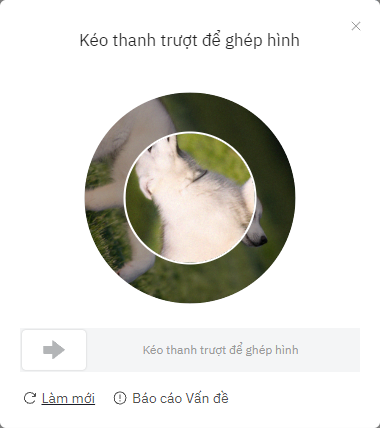 Kéo thanh trượt để ghép hình
Kéo thanh trượt để ghép hình
Làm mới
Báo cáo Vấn đề